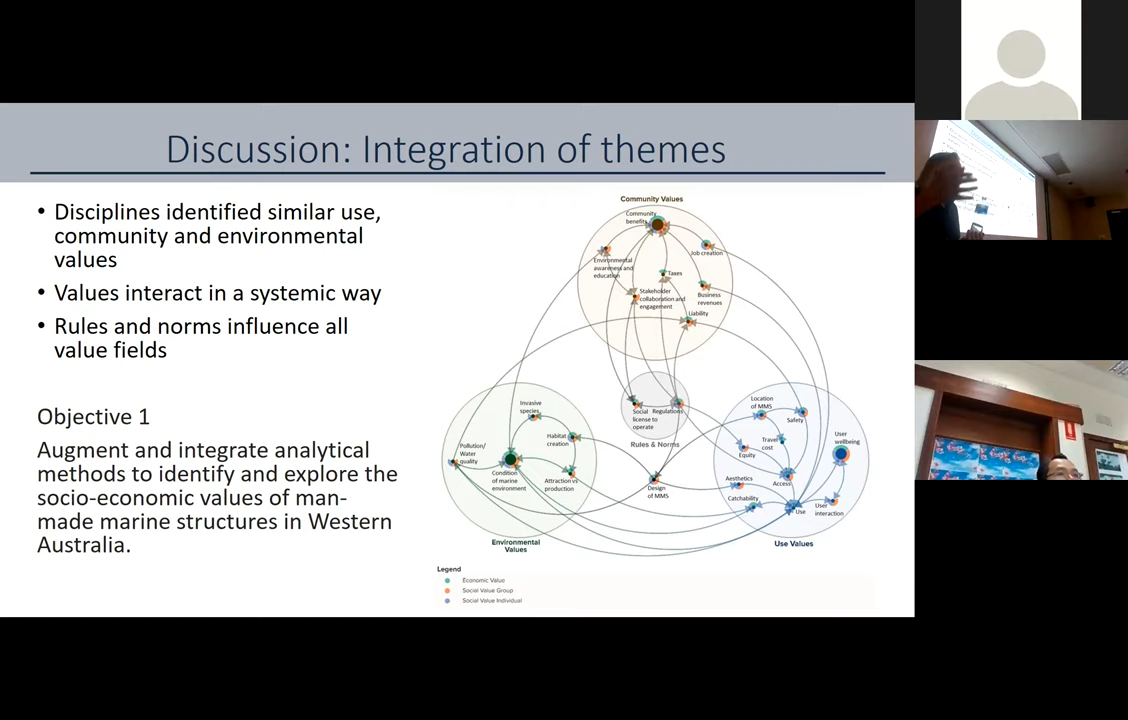 Discussion: Integration of themes
• Disciplines identified similar use,
community and environmental
values
• Values interact in a systemic way
• Rules and norms influence all
value fields
Objective 1
Augment and integrate analytical
methods to identify and explore the
socio-economic values of man-
made marine structures in Western
Australia.
Community Values
Community
benefits
Job creation
Environmental
awareness and
education
Taxes
Stakeholder
collaboration and
engagement
Business
revenues
Liability
Social
license to
operate
Regulations
Rules & Norms
Invasive
species
Habitat
creation
Pollution/
Water
quality
Condition
of marine
environment
Attraction vs
production
Environmental
Values
Design
of MMS
Location
of MMS
Safety
User
wellbeing
Travel
cost
Equity
Aesthetics
Access
Catchability
Use
User
interaction
Use Values
Legend
Economic Value
Social Value Group
Social Value Individual